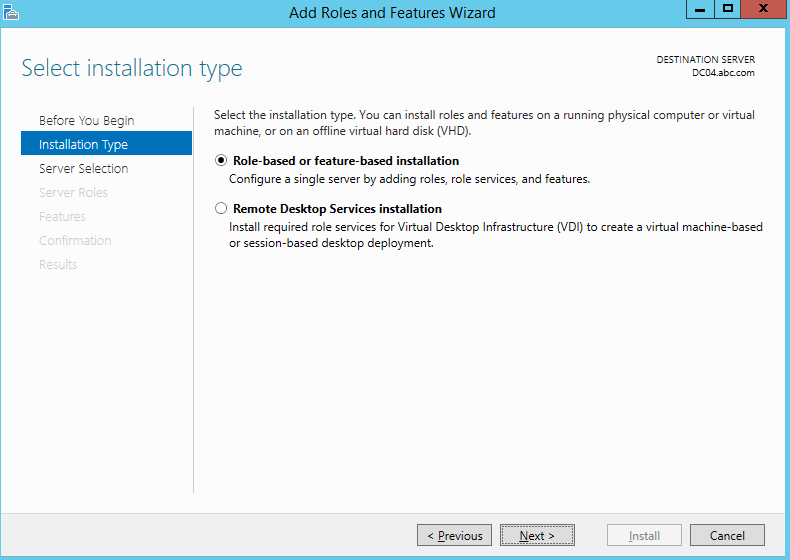 Add Roles and Features Wizard
Select installation type
DESTINATION SERVER
DC04.abc.com
Before You Begin
Installation Type
Server Selection
Server Roles
Features
Confirmation
Results
Select the installation type. You can install roles and features on a running physical computer or virtual
machine, or on an offline virtual hard disk (VHD).
Role-based or feature-based installation
Configure a single server by adding roles, role services, and features.
Remote Desktop Services installation
Install required role services for Virtual Desktop Infrastructure (VDI) to create a virtual machine-based
or session-based desktop deployment.
< Previous
Next >
Install
Cancel